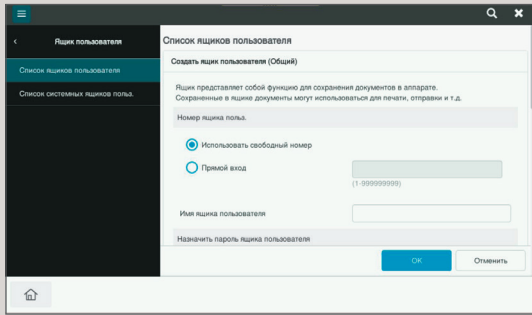 Ящик пользователя
Список ящиков пользователя
Список системных ящиков польз.
Список ящиков пользователя
Создать ящик пользователя (Общий)
Ящик представляет собой функцию для сохранения документов в аппарате.
Сохраненные в ящике документы могут использоваться для печати, отправки и т.д.
Номер ящика польз.
Использовать свободный номер
Прямой вход
(1-999999999)
Имя ящика пользователя
Назначить пароль ящика пользователя
OK
Отменить